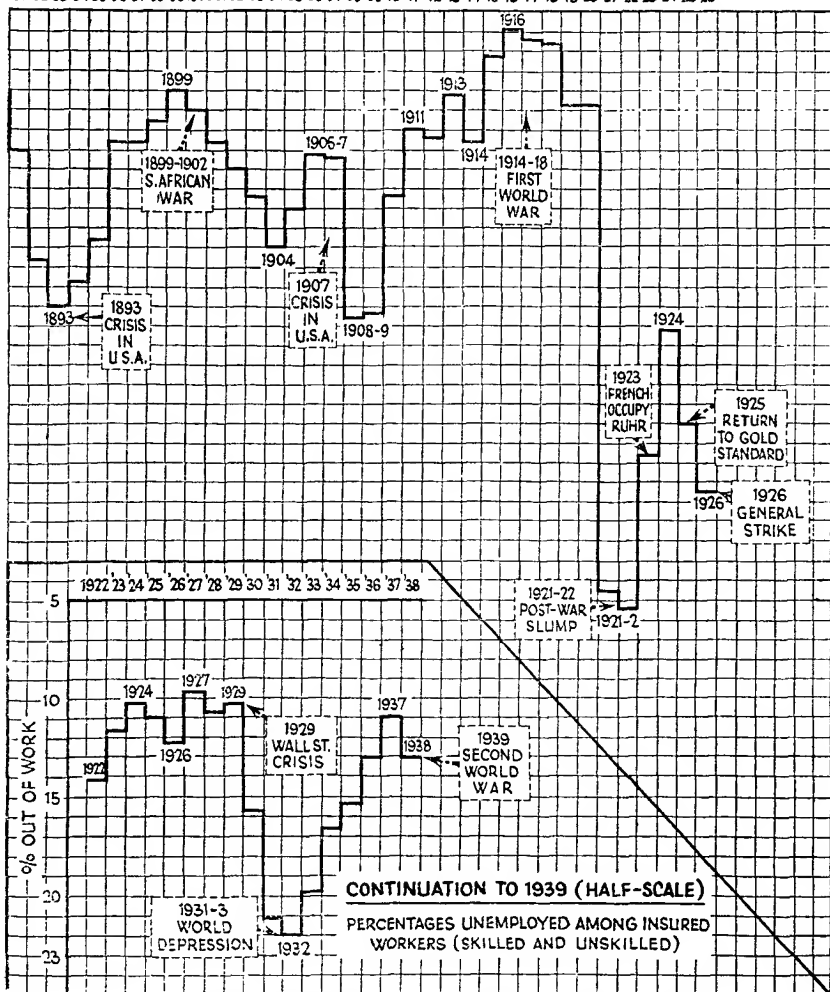 1916
1899
1913
1911
1906-7
1914
1899-1902
S. AFRICAN
WAR
1914-18
FIRST
WORLD
WAR
1904
1907
CRISIS
IN
U.S.A.
1893
1893
CRISIS
IN
U.S.A.
1908-9
1924
1923
FRENCH
OCCUPY
RUHR
1925
RETURN
TO GOLD
STANDARD
1926
1926
GENERAL
STRIKE
1921-22
POST-WAR
SLUMP
1921-2
1922 '23 '24 '25 '26 '27 '28 '29 '30 '31 '32 '33 '34 '35 '36 '37 38
5
10
15
20
23
% OUT OF WORK
1922
1924
1926
1927
1929
1929
WALL ST.
CRISIS
1937
1938
1939
SECOND
WORLD
WAR
1931-3
WORLD
DEPRESSION
1932
CONTINUATION TO 1939 (HALF-SCALE)
PERCENTAGES UNEMPLOYED AMONG INSURED
WORKERS (SKILLED AND UNSKILLED)